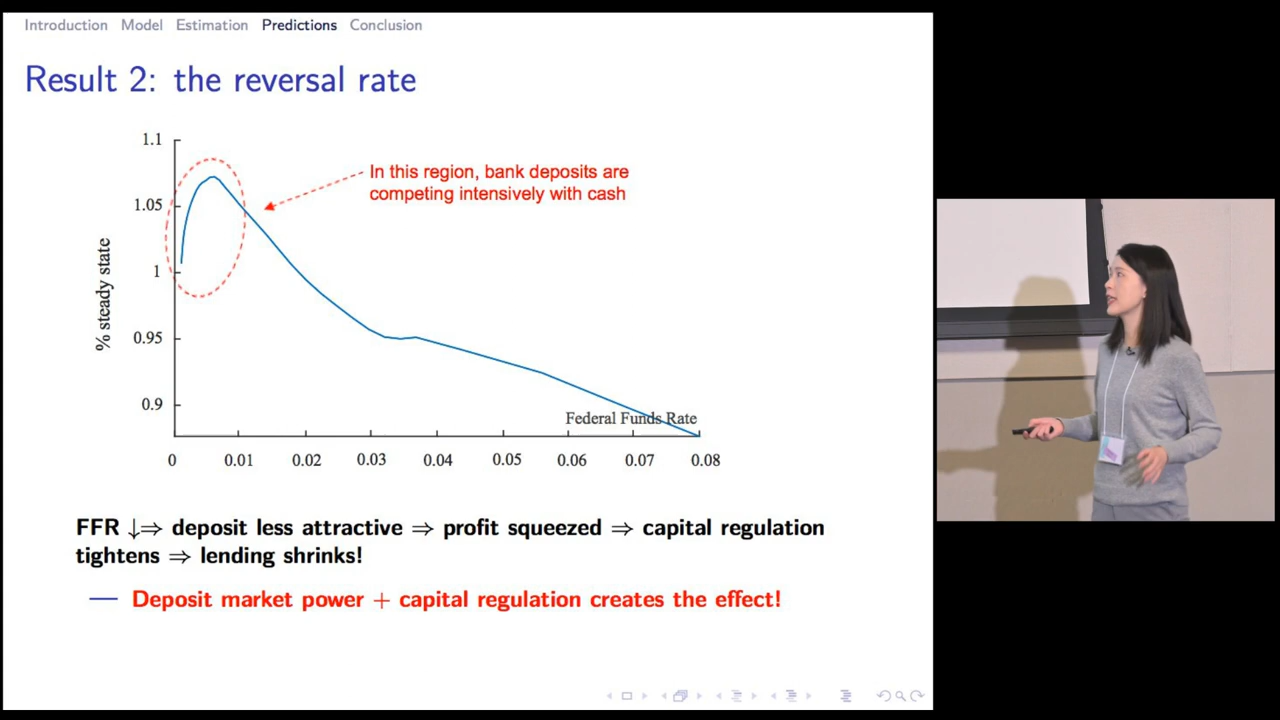 Introduction Model Estimation Predictions Conclusion
Result 2: the reversal rate
1.1
1.05
1
0.95
0.9
% steady state
In this region, bank deposits are
competing intensively with cash
Federal Funds Rate
0 0.01 0.02 0.03 0.04 0.05 0.06 0.07 0.08
FFR ↓⇒ deposit less attractive ⇒ profit squeezed ⇒ capital regulation
tightens ⇒ lending shrinks!
— Deposit market power + capital regulation creates the effect!